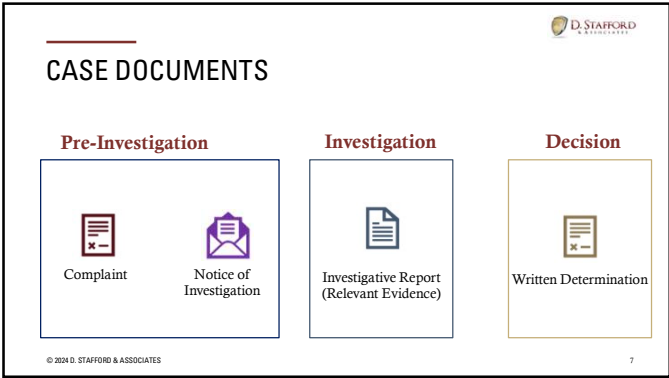 D. STAFFORD
& ASSOCIATES
CASE DOCUMENTS
Pre-Investigation
Investigation
Decision
Complaint
Notice of
Investigation
Investigative Report
(Relevant Evidence)
Written Determination
© 2024 D. STAFFORD & ASSOCIATES
7